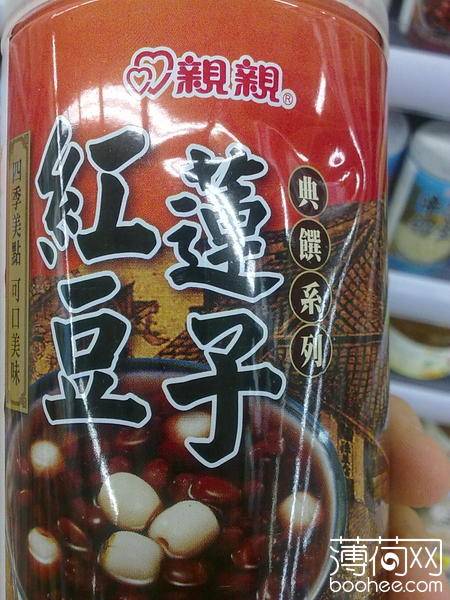 親親®
紅豆
蓮子
典饌系列
四季美點 可口美味
薄荷网
boohee.com